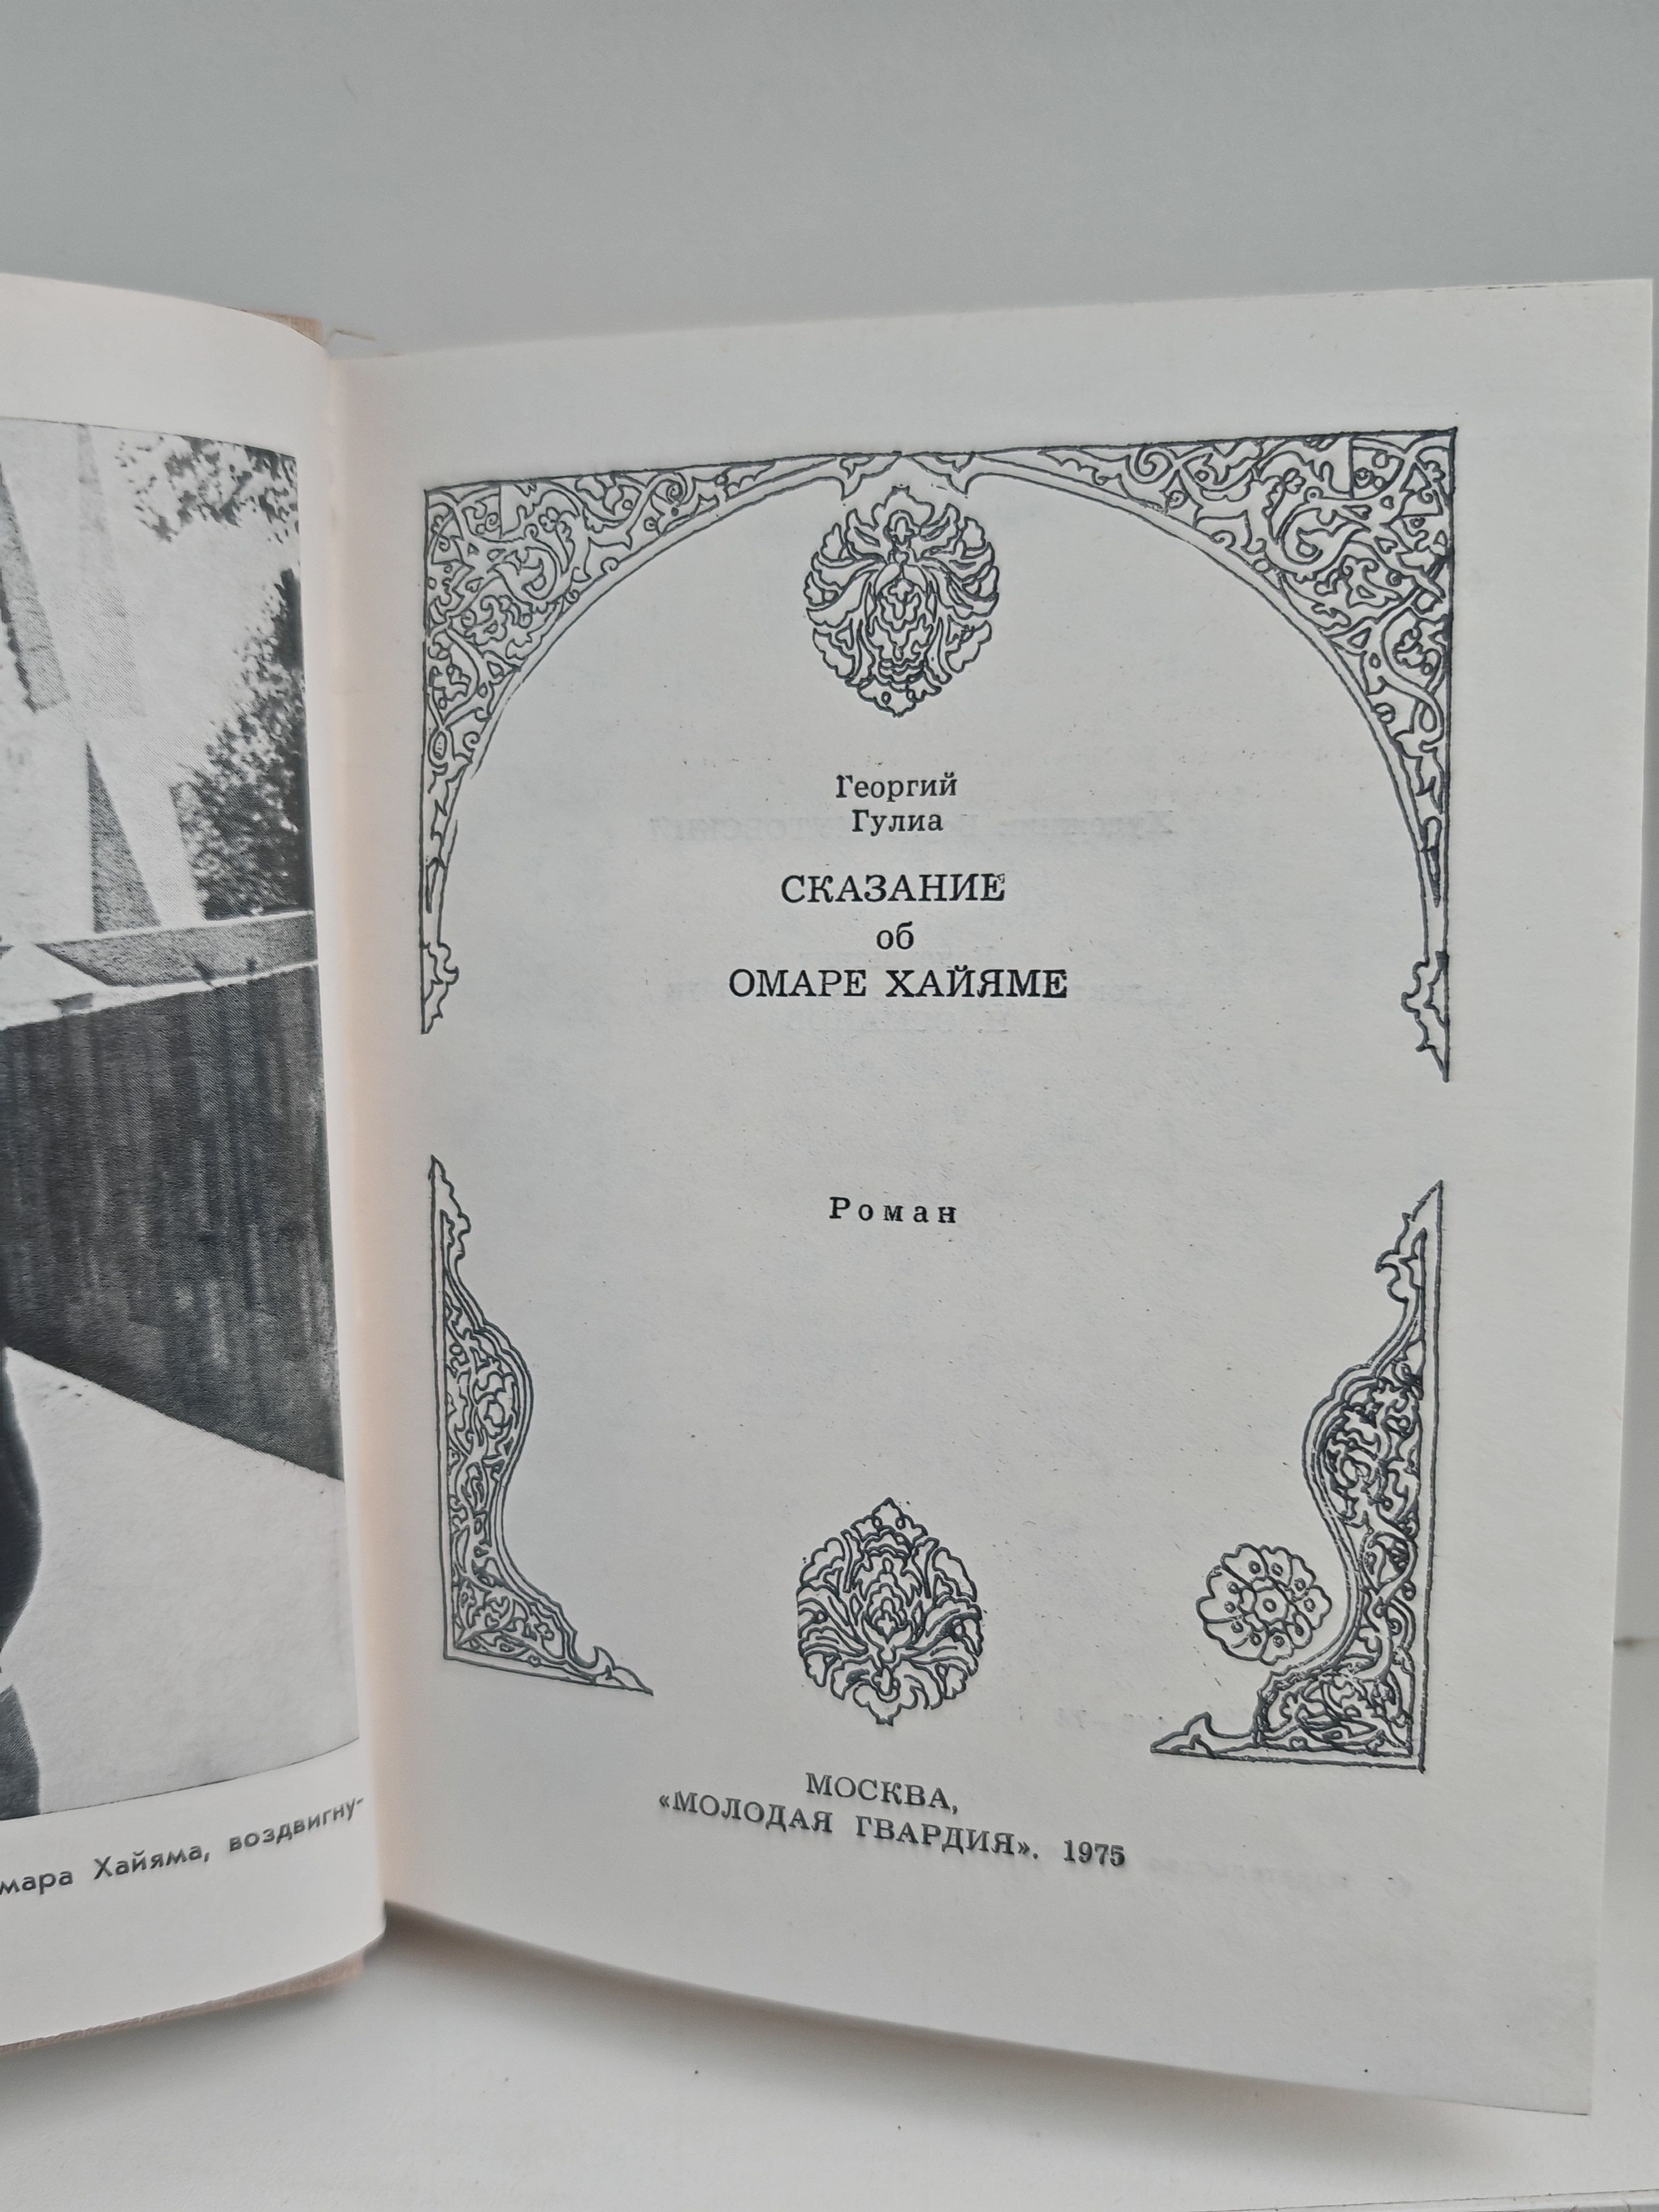 мара Хайяма, воздвигну-
Георгий
Гулиа
СКАЗАНИЕ
об
ОМАРЕ ХАЙЯМЕ
Роман
МОСКВА,
«МОЛОДАЯ ГВАРДИЯ». 1975